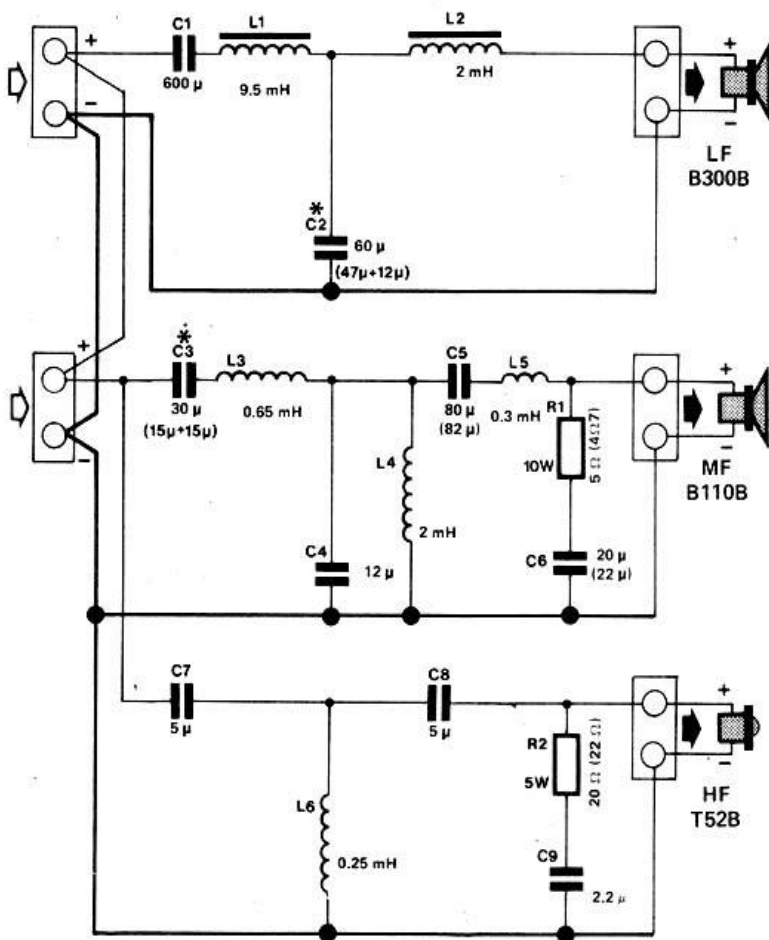 +
C1
600 µ
L1
9.5 mH
L2
2 mH
+
−
−
LF
B300B
*
C2
60 µ
(47µ+12µ)
+
*
C3
30 µ
(15µ+15µ)
L3
0.65 mH
C5
80 µ
(82 µ)
L5
0.3 mH
R1
10W
5 Ω (4Ω7)
+
−
−
MF
B110B
L4
2 mH
C4
12 µ
C6
20 µ
(22 µ)
C7
5 µ
C8
5 µ
R2
5W
20 Ω (22 Ω)
+
−
HF
T52B
L6
0.25 mH
C9
2.2 µ